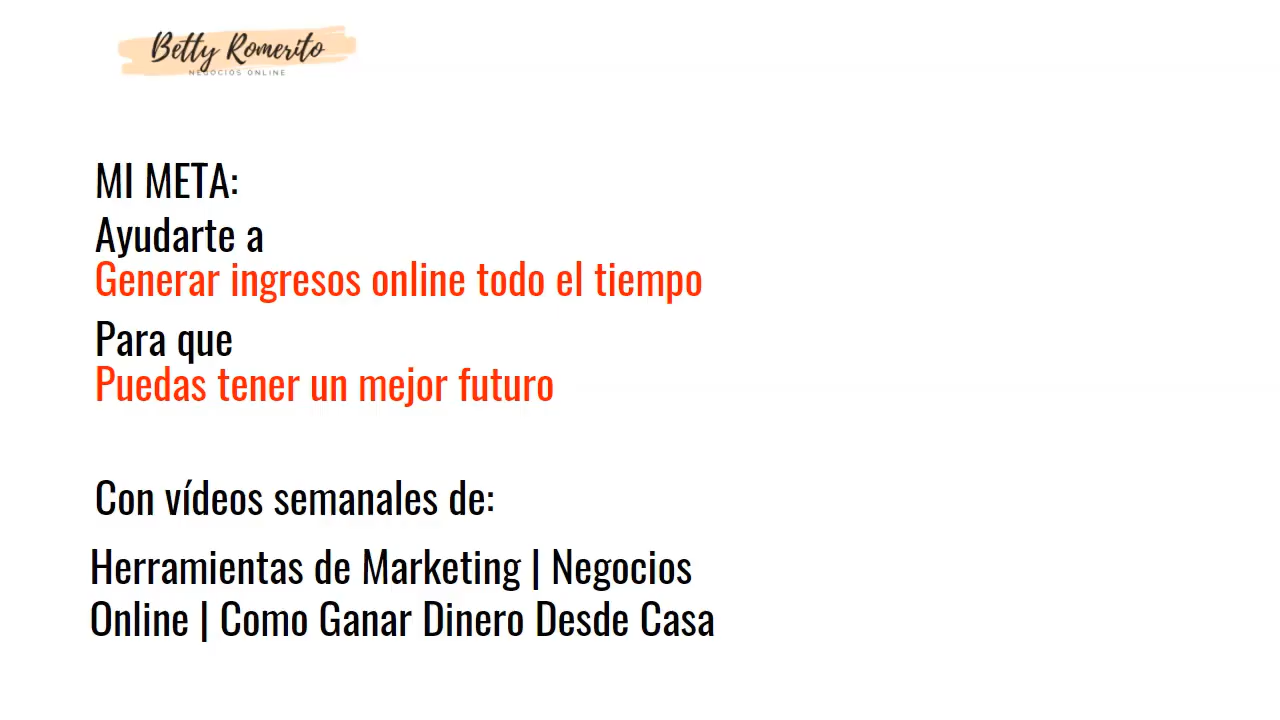 Betty Romerito
NEGOCIOS ONLINE
MI META:
Ayudarte a
Generar ingresos online todo el tiempo
Para que
Puedas tener un mejor futuro
Con vídeos semanales de:
Herramientas de Marketing | Negocios
Online | Como Ganar Dinero Desde Casa